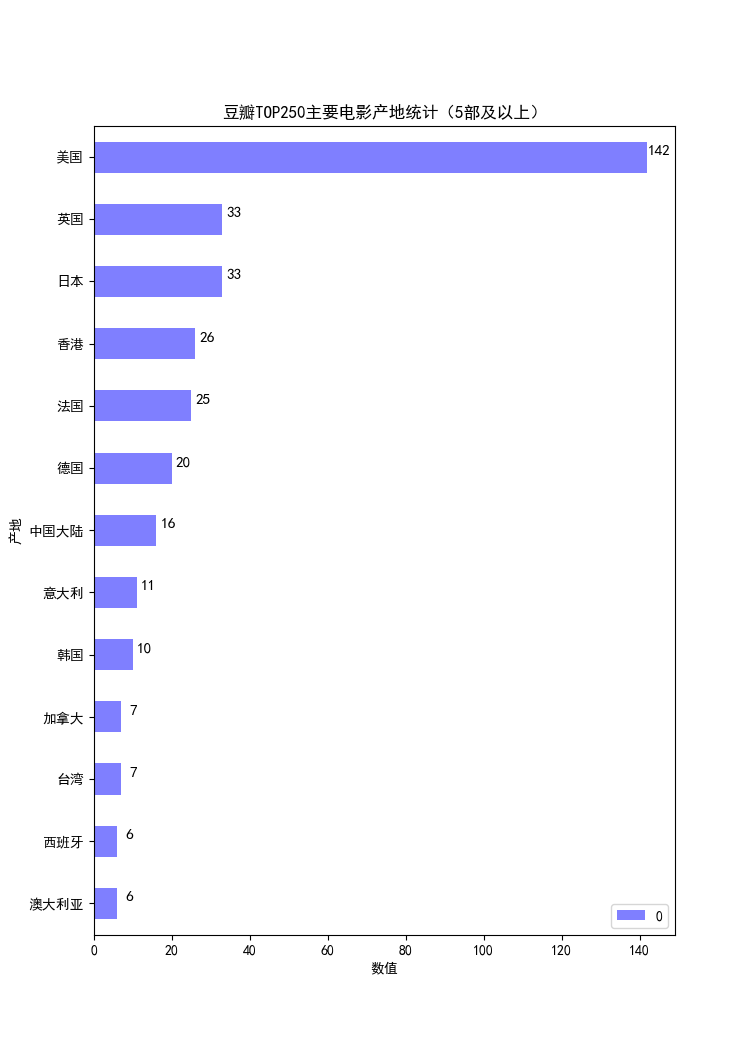 豆瓣TOP250主要电影产地统计（5部及以上）
美国 142
英国 33
日本 33
香港 26
法国 25
德国 20
中国大陆 16
意大利 11
韩国 10
加拿大 7
台湾 7
西班牙 6
澳大利亚 6
产地
0
0 20 40 60 80 100 120 140
数值